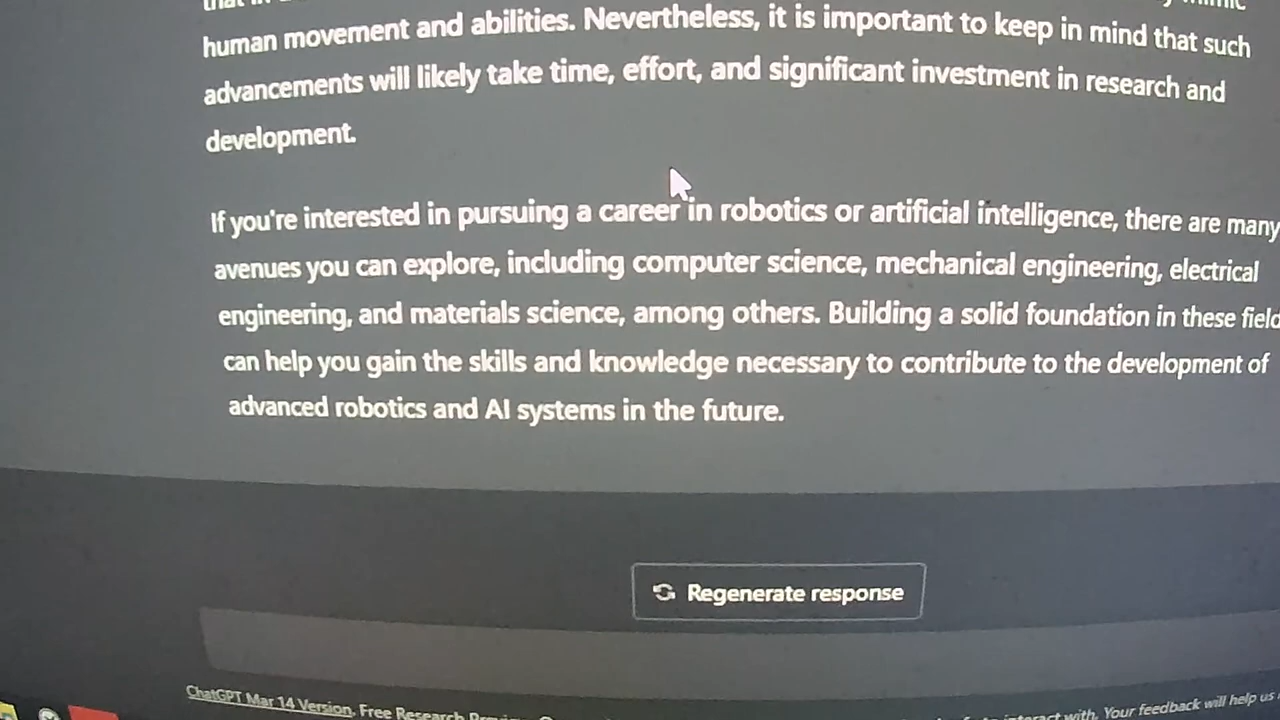 that in
human movement and abilities. Nevertheless, it is important to keep in mind that such
advancements will likely take time, effort, and significant investment in research and
development.
If you're interested in pursuing a career in robotics or artificial intelligence, there are many
avenues you can explore, including computer science, mechanical engineering, electrical
engineering, and materials science, among others. Building a solid foundation in these field
can help you gain the skills and knowledge necessary to contribute to the development of
advanced robotics and AI systems in the future.
Regenerate response
ChatGPT Mar 14 Version. Free Research with. Your feedback will help us